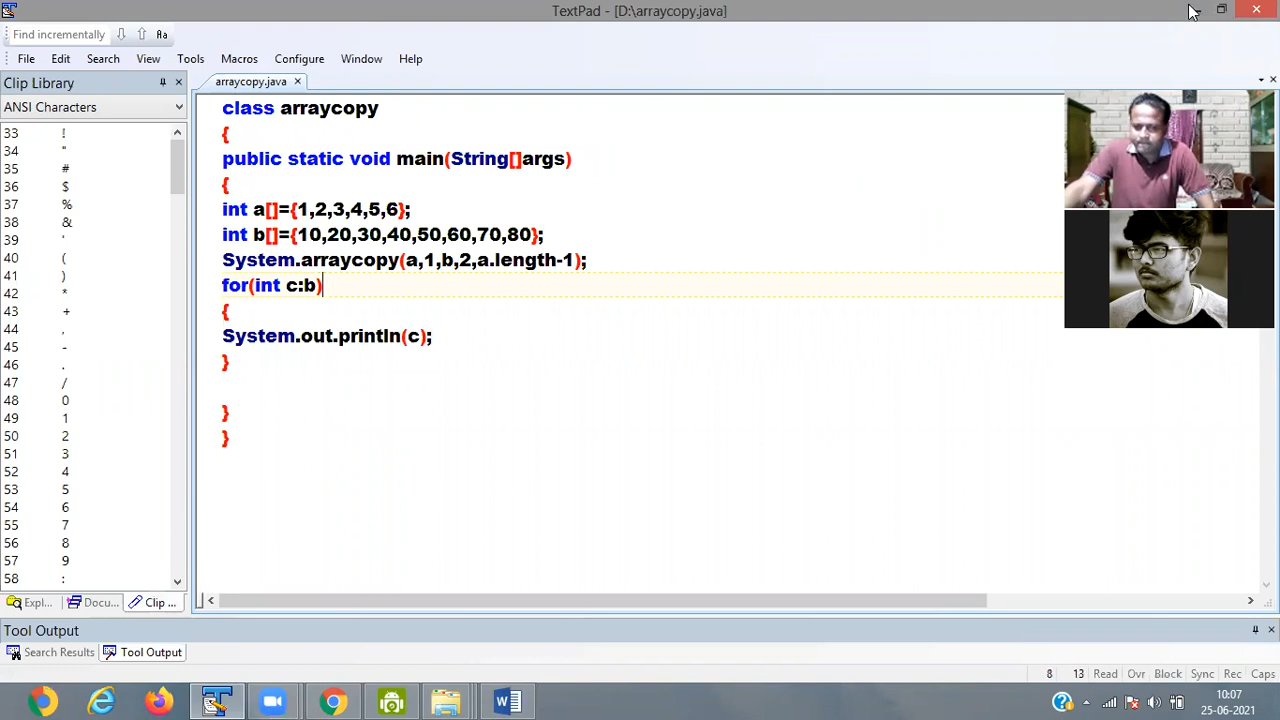 TextPad - [D:\arraycopy.java]
Find incrementally
Aa
File Edit Search View Tools Macros Configure Window Help
Clip Library
arraycopy.java
ANSI Characters
33 !
34 "
35 #
36 $
37 %
38 &
39 '
40 (
41 )
42 *
43 +
44 ,
45 -
46 .
47 /
48 0
49 1
50 2
51 3
52 4
53 5
54 6
55 7
56 8
57 9
58 :
class arraycopy
{
public static void main(String[]args)
{
int a[]={1,2,3,4,5,6};
int b[]={10,20,30,40,50,60,70,80};
System.arraycopy(a,1,b,2,a.length-1);
for(int c:b)
{
System.out.println(c);
}
}
}
Expl... Docu... Clip ...
Tool Output
Search Results Tool Output
8 13 Read Ovr Block Sync Rec Caps
10:07
25-06-2021